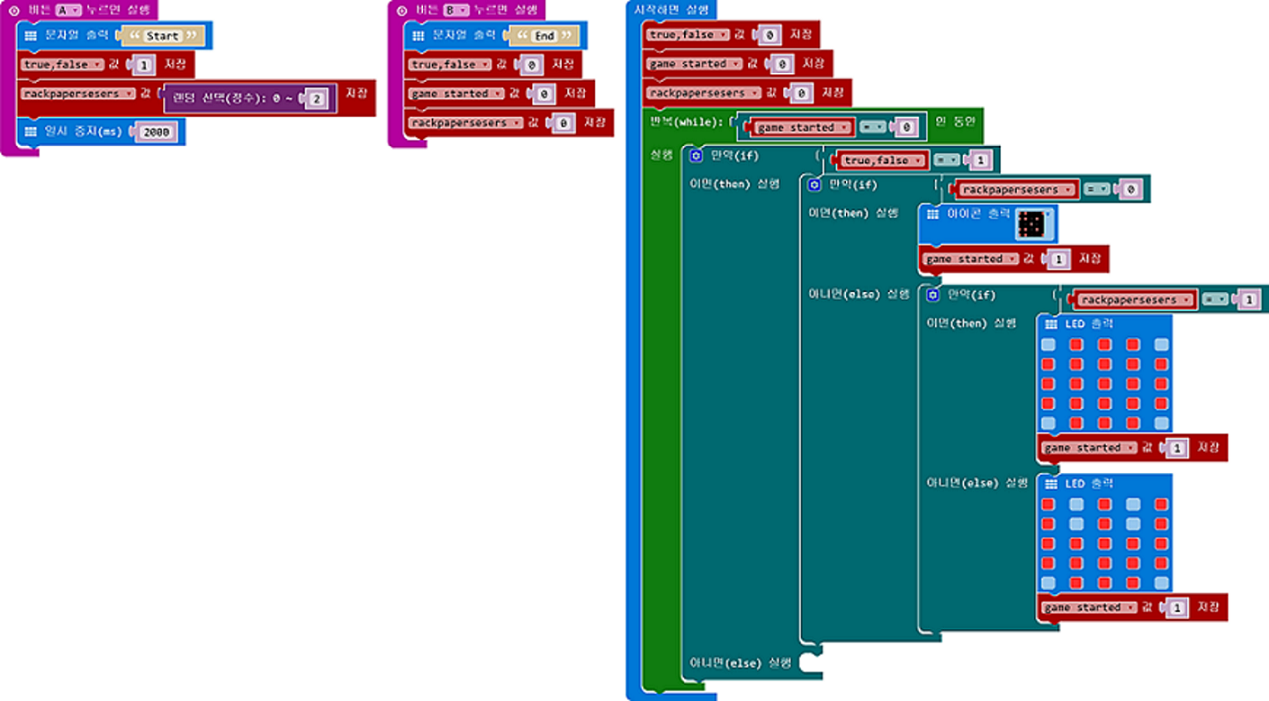 버튼 A 누르면 실행
문자열 출력 “ Start ”
true,false 값 1 저장
rackpapersesers 값 랜덤 선택(정수): 0 ~ 2 저장
일시 중지(ms) 2000
버튼 B 누르면 실행
문자열 출력 “ End ”
true,false 값 0 저장
game started 값 0 저장
rackpapersesers 값 0 저장
시작하면 실행
true,false 값 0 저장
game started 값 0 저장
rackpapersesers 값 0 저장
반복(while): game started = 0 인 동안
실행 만약(if) true,false = 1
이면(then) 실행 만약(if) rackpapersesers = 0
이면(then) 실행 아이콘 출력
game started 값 1 저장
아니면(else) 실행 만약(if) rackpapersesers = 1
이면(then) 실행 LED 출력
game started 값 1 저장
아니면(else) 실행 LED 출력
game started 값 1 저장
아니면(else) 실행